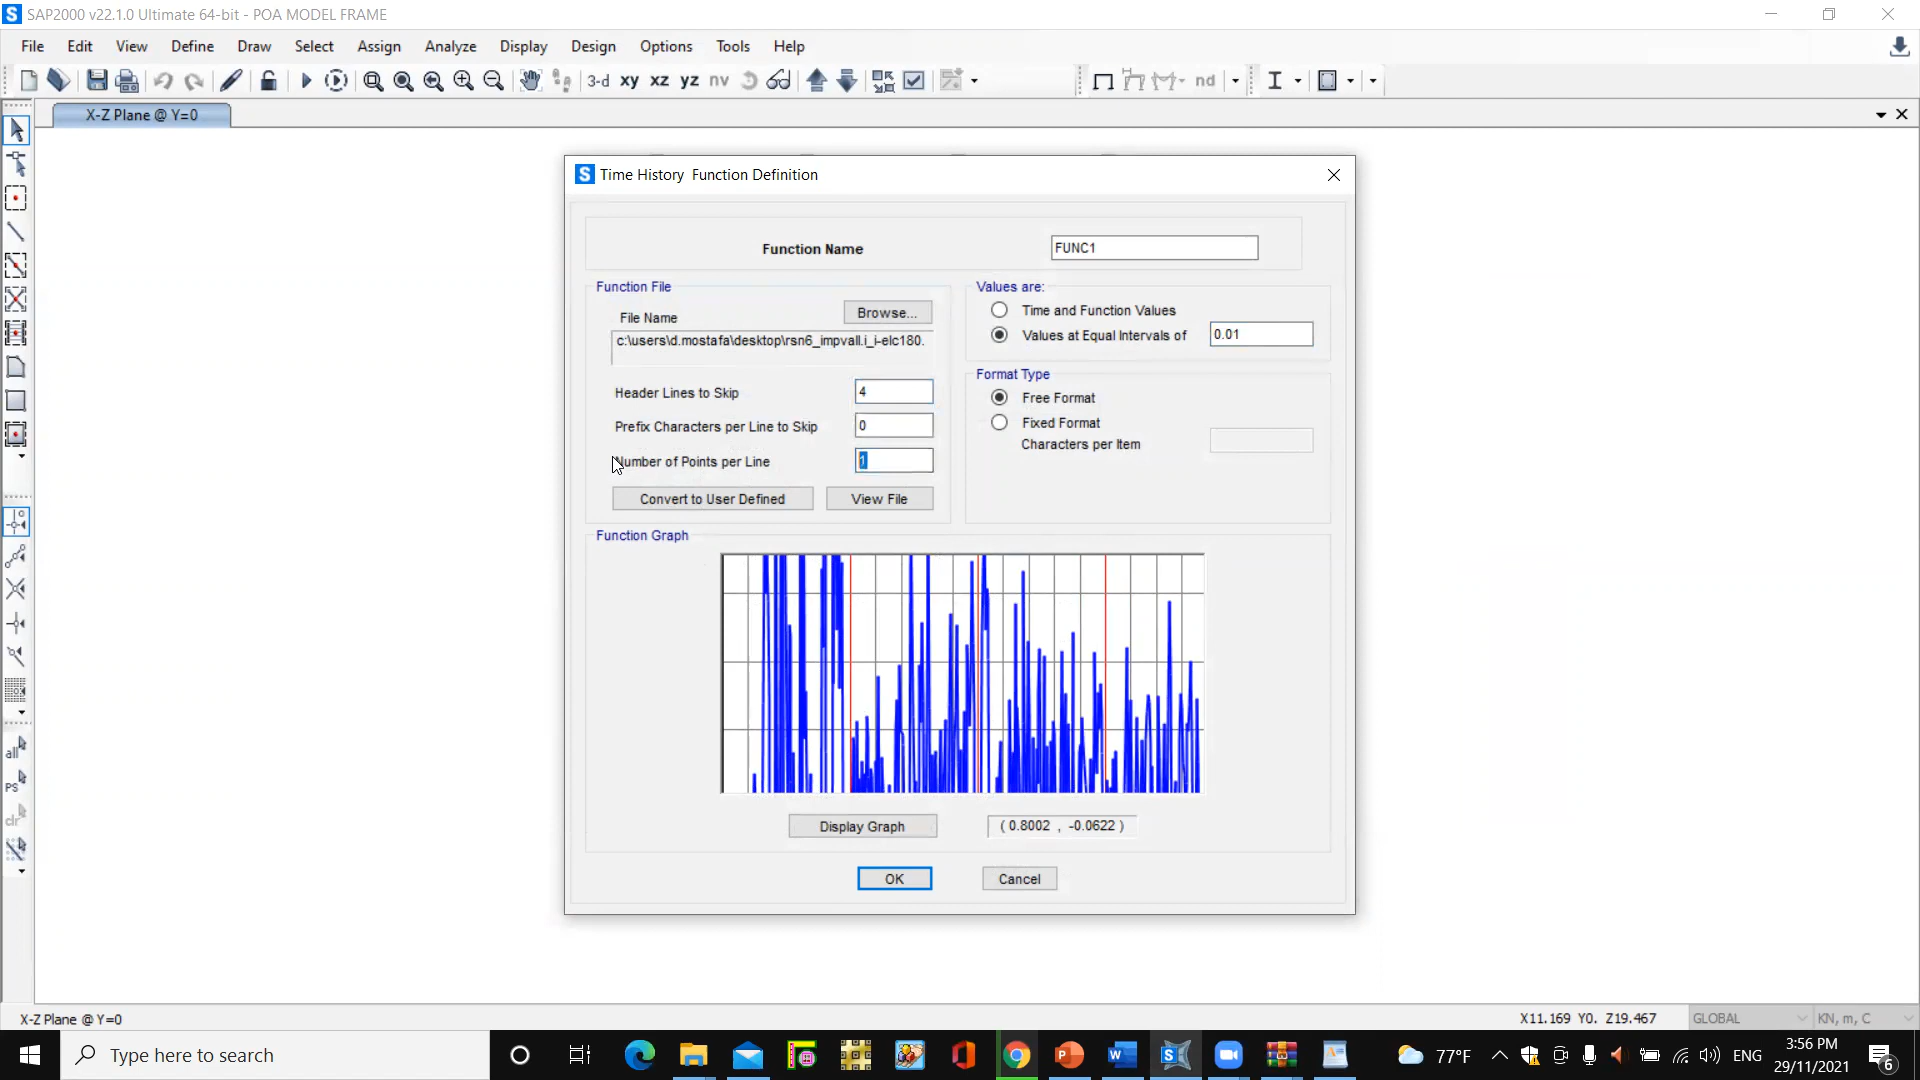 SAP2000 v22.1.0 Ultimate 64-bit - POA MODEL FRAME
File Edit View Define Draw Select Assign Analyze Display Design Options Tools Help
3-d xy xz yz nv nd
X-Z Plane @ Y=0
Time History Function Definition
Function Name FUNC1
Function File
File Name Browse...
c:\users\d.mostafa\desktop\rsn6_impvall.i_i-elc180.
Header Lines to Skip 4
Prefix Characters per Line to Skip 0
Number of Points per Line 1
Convert to User Defined View File
Values are:
Time and Function Values
Values at Equal Intervals of 0.01
Format Type
Free Format
Fixed Format
Characters per Item
Function Graph
Display Graph ( 0.8002 , -0.0622 )
OK Cancel
all
PS
dr
X-Z Plane @ Y=0 X11.169 Y0. Z19.467 GLOBAL KN, m, C
Type here to search
77°F ENG 3:56 PM
29/11/2021
6